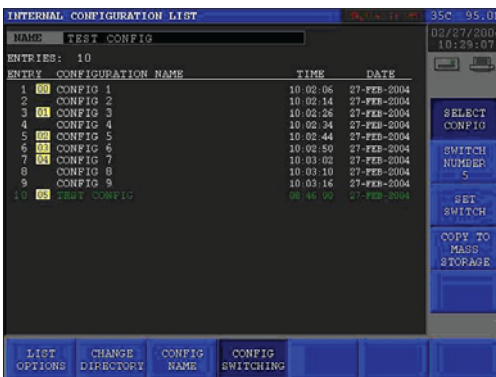 INTERNAL CONFIGURATION LIST
35C 95.0
02/27/200
10:29:07
NAME TEST CONFIG
ENTRIES: 10
ENTRY CONFIGURATION NAME TIME DATE
1 00 CONFIG 1 10:02:06 27-FEB-2004
2 CONFIG 2 10:02:14 27-FEB-2004
3 01 CONFIG 3 10:02:26 27-FEB-2004
4 CONFIG 4 10:02:34 27-FEB-2004
5 02 CONFIG 5 10:02:44 27-FEB-2004
6 03 CONFIG 6 10:02:50 27-FEB-2004
7 04 CONFIG 7 10:03:02 27-FEB-2004
8 CONFIG 8 10:03:10 27-FEB-2004
9 CONFIG 9 10:03:16 27-FEB-2004
10 05 TEST CONFIG 08:46:00 27-FEB-2004
SELECT
CONFIG
SWITCH
NUMBER
5
SET
SWITCH
COPY TO
MASS
STORAGE
LIST
OPTIONS
CHANGE
DIRECTORY
CONFIG
NAME
CONFIG
SWITCHING